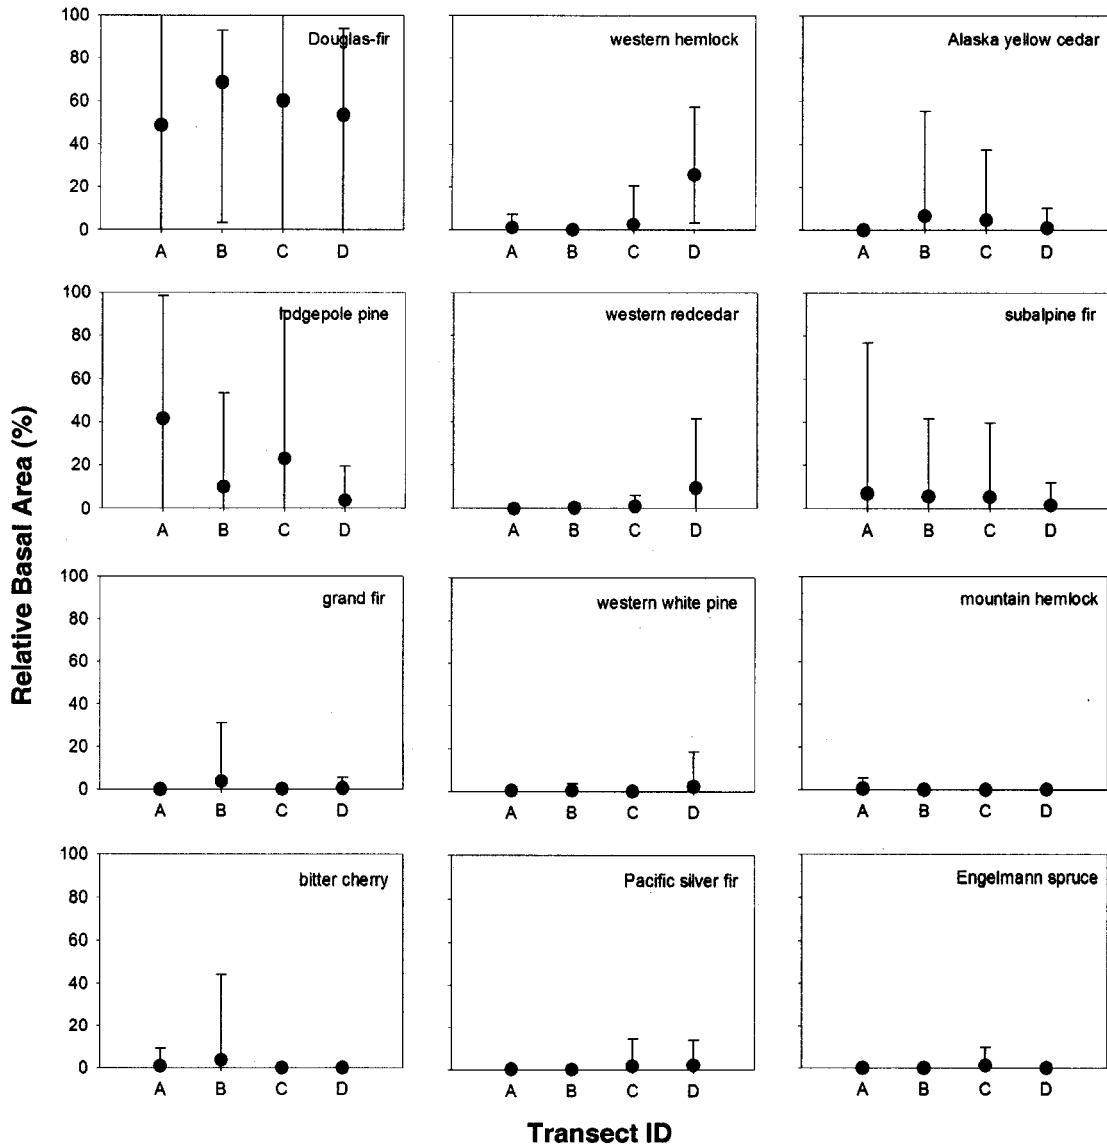 Relative Basal Area (%)
100
80
60
40
20
0
Douglas-fir
A B C D
western hemlock
A B C D
Alaska yellow cedar
A B C D
100
80
60
40
20
0
lodgepole pine
A B C D
western redcedar
A B C D
subalpine fir
A B C D
100
80
60
40
20
0
grand fir
A B C D
western white pine
A B C D
mountain hemlock
A B C D
100
80
60
40
20
0
bitter cherry
A B C D
Pacific silver fir
A B C D
Engelmann spruce
A B C D
Transect ID